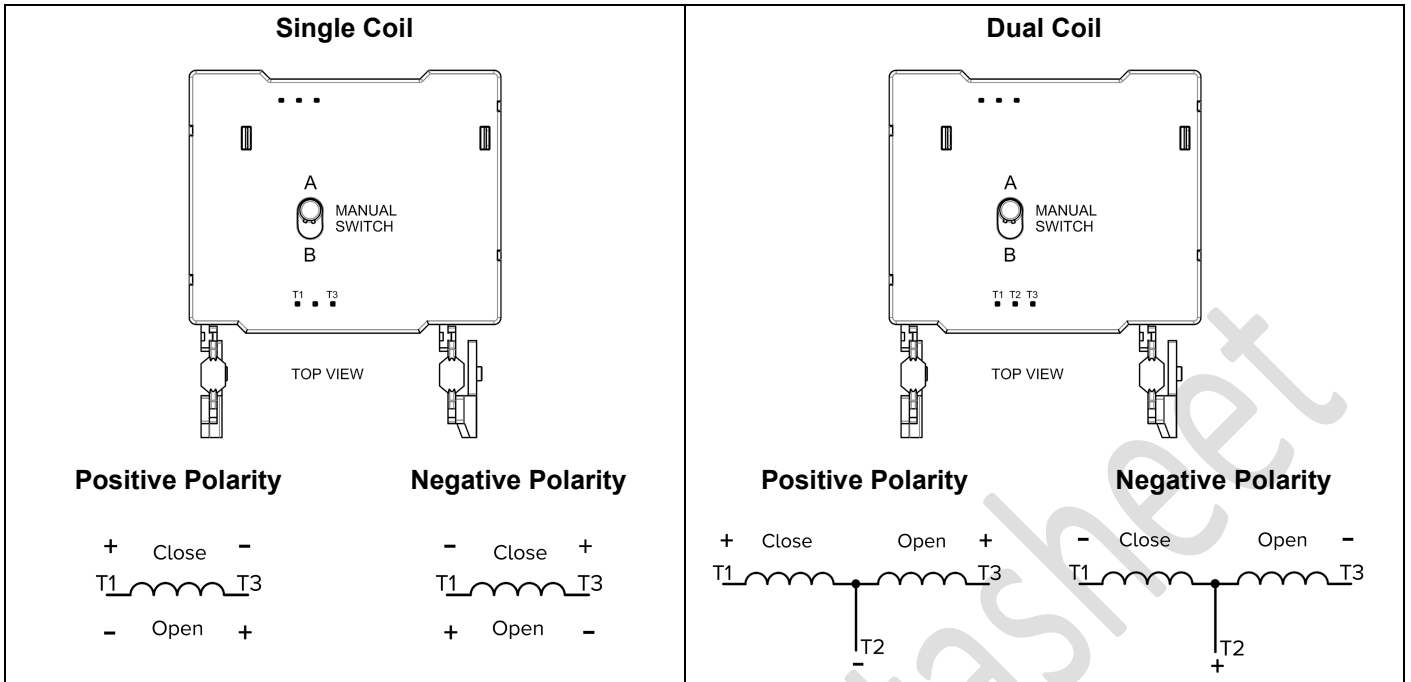 Single Coil
A
MANUAL
SWITCH
B
T1 T3
TOP VIEW
Positive Polarity Negative Polarity
+ Close -
T1 T3
- Open +
- Close +
T1 T3
+ Open -
Dual Coil
A
MANUAL
SWITCH
B
T1 T2 T3
TOP VIEW
Positive Polarity Negative Polarity
+ Close Open +
T1 T3
T2
-
- Close Open -
T1 T3
T2
+